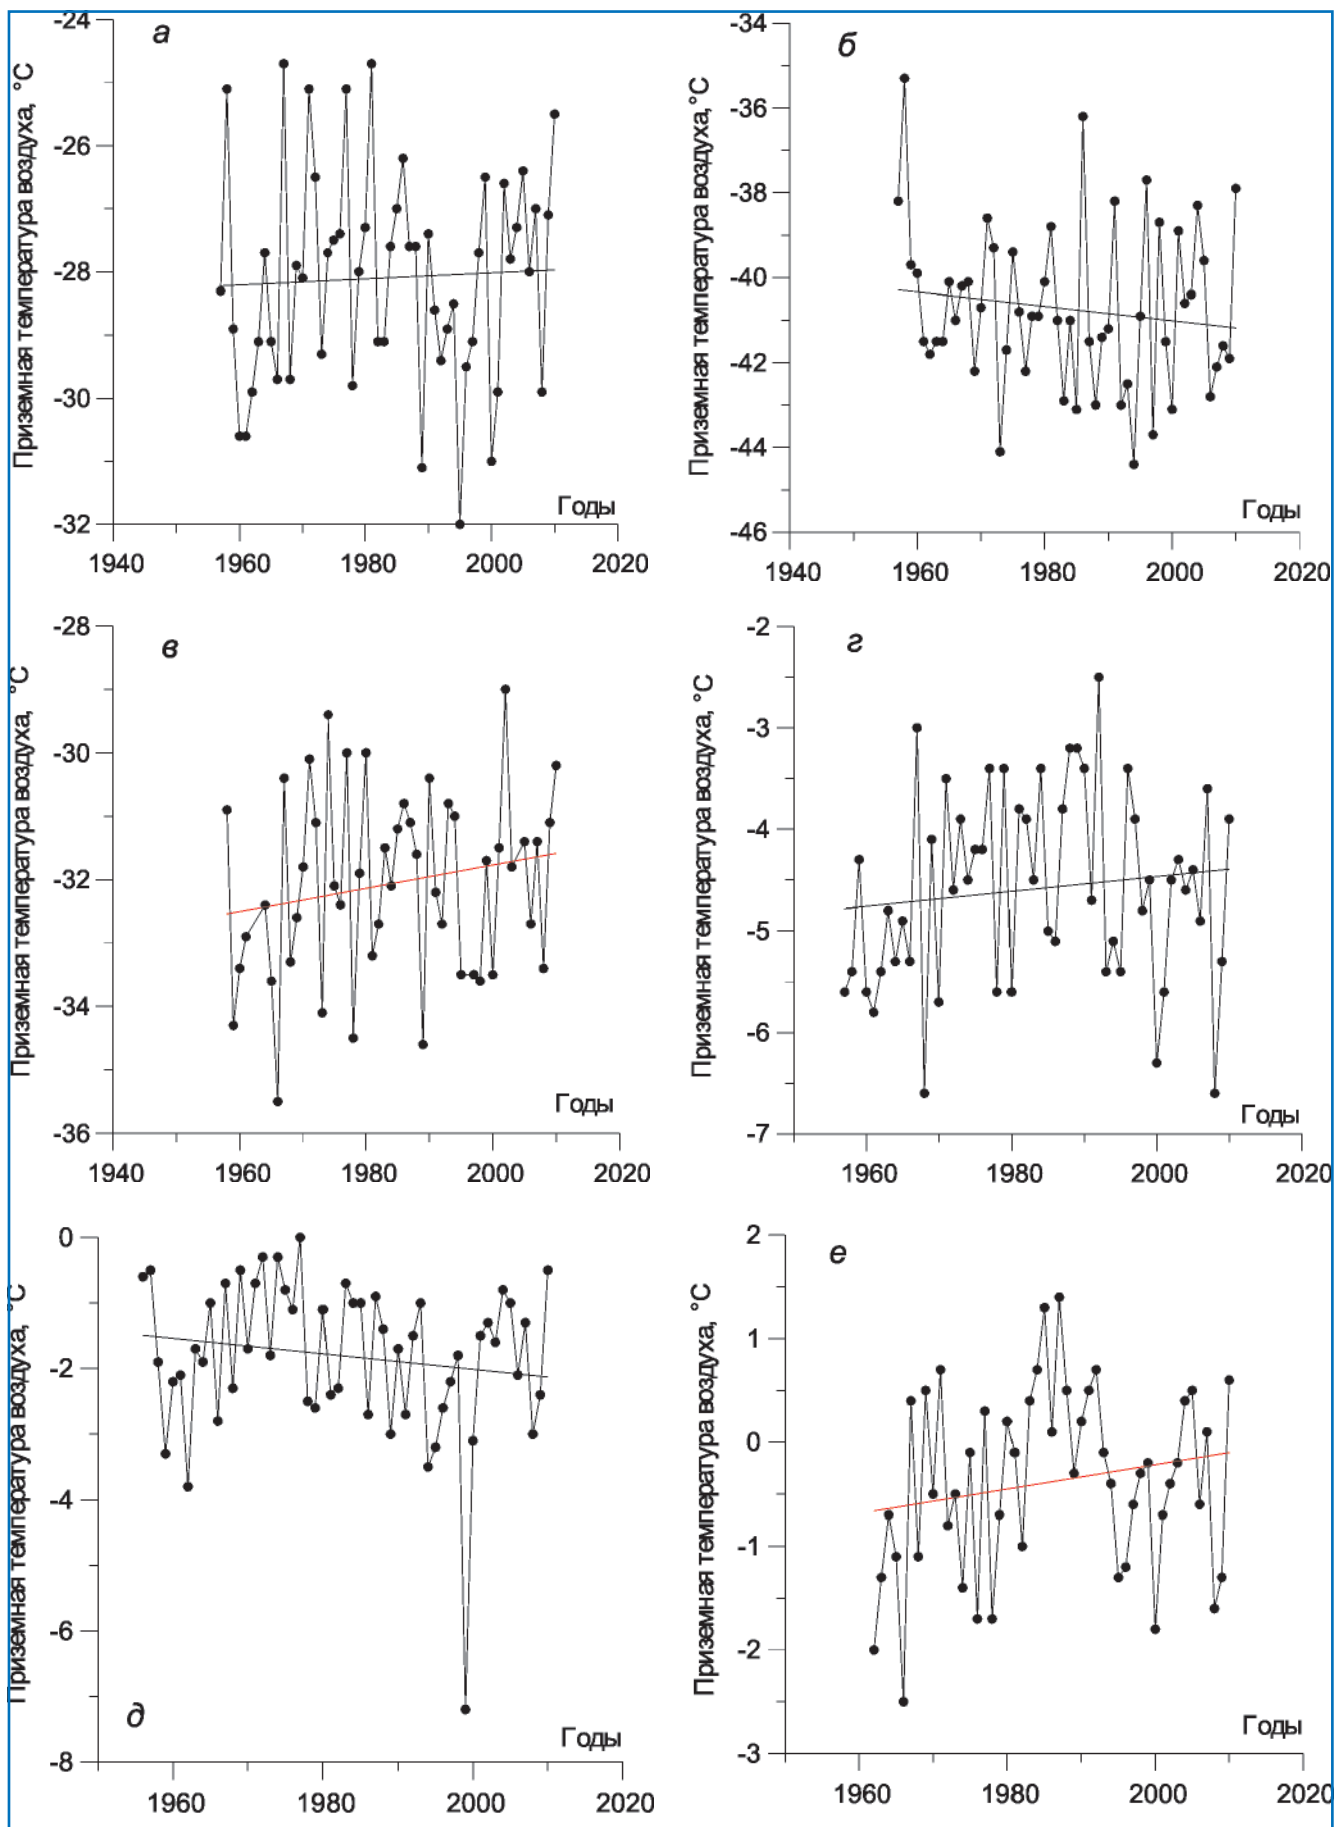 а
Приземная температура воздуха, °C
-24
-26
-28
-30
-32
Годы
1940 1960 1980 2000 2020
б
Приземная температура воздуха,°C
-34
-36
-38
-40
-42
-44
-46
Годы
1940 1960 1980 2000 2020
в
Приземная температура воздуха, °C
-28
-30
-32
-34
-36
Годы
1940 1960 1980 2000 2020
г
Приземная температура воздуха, °C
-2
-3
-4
-5
-6
-7
Годы
1960 1980 2000 2020
д
Приземная температура воздуха, °C
0
-2
-4
-6
-8
Годы
1960 1980 2000 2020
е
Приземная температура воздуха, °C
2
1
0
-1
-2
-3
Годы
1960 1980 2000 2020